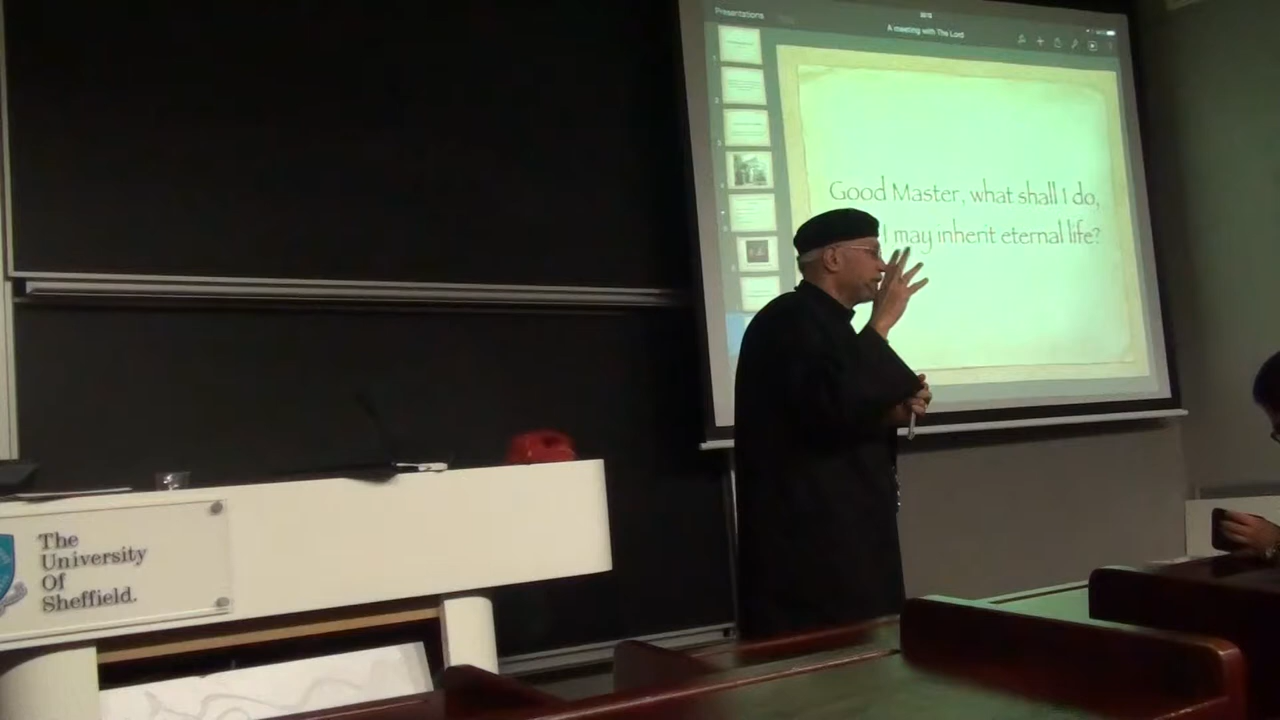 Presentations
A meeting with The Lord
Good Master, what shall I do,
I may inherit eternal life?
The
University
Of
Sheffield.